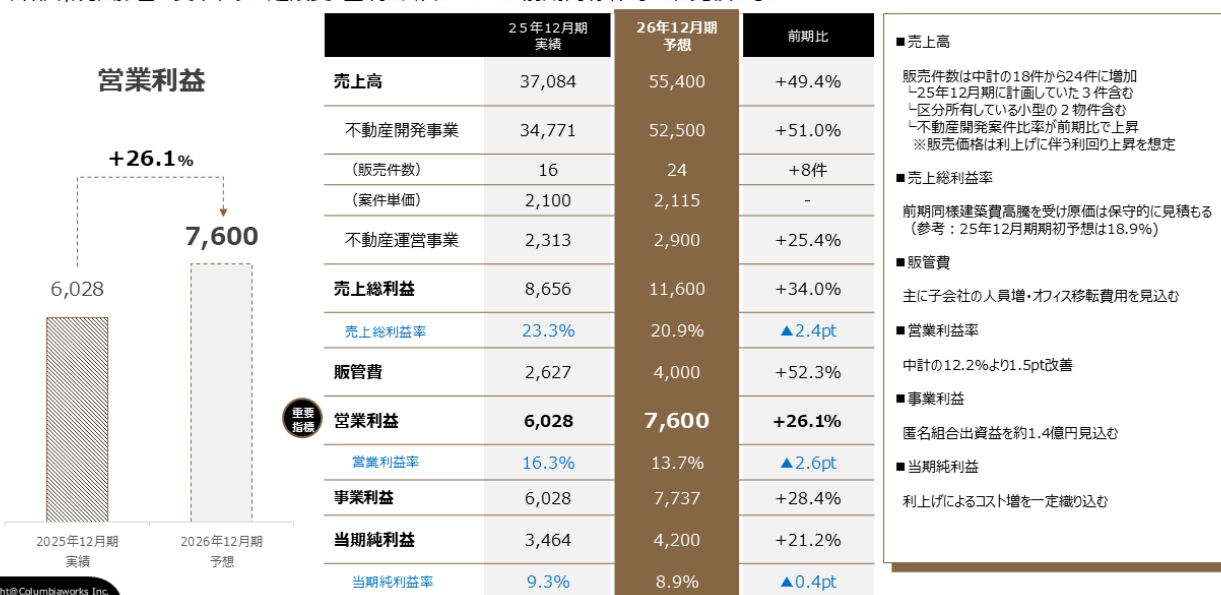 営業利益
+26.1%
7,600
6,028
2025年12月期
実績
2026年12月期
予想
重要
指標
25年12月期
実績
26年12月期
予想
前期比
売上高 37,084 55,400 +49.4%
不動産開発事業 34,771 52,500 +51.0%
(販売件数) 16 24 +8件
(案件単価) 2,100 2,115 -
不動産運営事業 2,313 2,900 +25.4%
売上総利益 8,656 11,600 +34.0%
売上総利益率 23.3% 20.9% ▲2.4pt
販管費 2,627 4,000 +52.3%
営業利益 6,028 7,600 +26.1%
営業利益率 16.3% 13.7% ▲2.6pt
事業利益 6,028 7,737 +28.4%
当期純利益 3,464 4,200 +21.2%
当期純利益率 9.3% 8.9% ▲0.4pt
■売上高
販売件数は中計の18件から24件に増加
└25年12月期に計画していた3件含む
└区分所有している小型の2物件含む
└不動産開発案件比率が前期比で上昇
※販売価格は利上げに伴う利回り上昇を想定
■売上総利益率
前期同様建築費高騰を受け原価は保守的に見積もる
(参考:25年12月期期初予想は18.9%)
■販管費
主に子会社の人員増・オフィス移転費用を見込む
■営業利益率
中計の12.2%より1.5pt改善
■事業利益
匿名組合出資益を約1.4億円見込む
■当期純利益
利上げによるコスト増を一定織り込む
ht@Columbiaworks Inc.